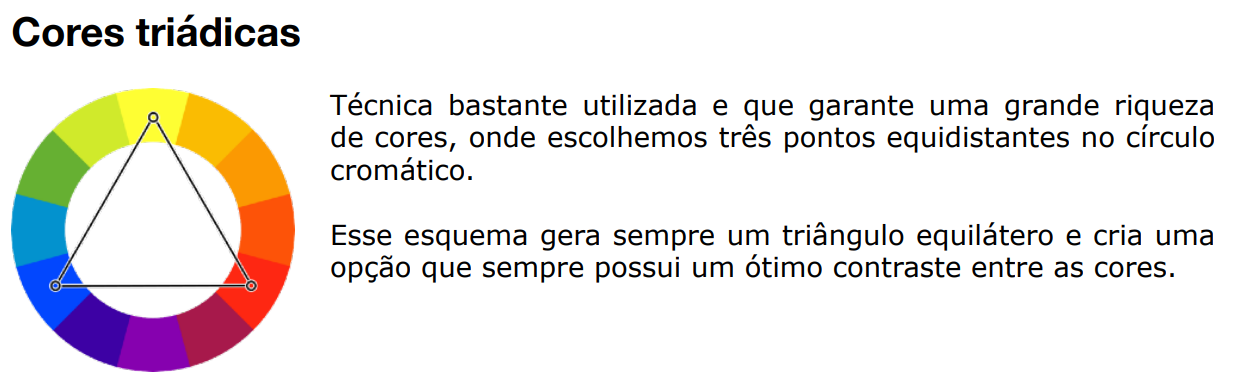 Cores triádicas
Técnica bastante utilizada e que garante uma grande riqueza
de cores, onde escolhemos três pontos equidistantes no círculo
cromático.
Esse esquema gera sempre um triângulo equilátero e cria uma
opção que sempre possui um ótimo contraste entre as cores.